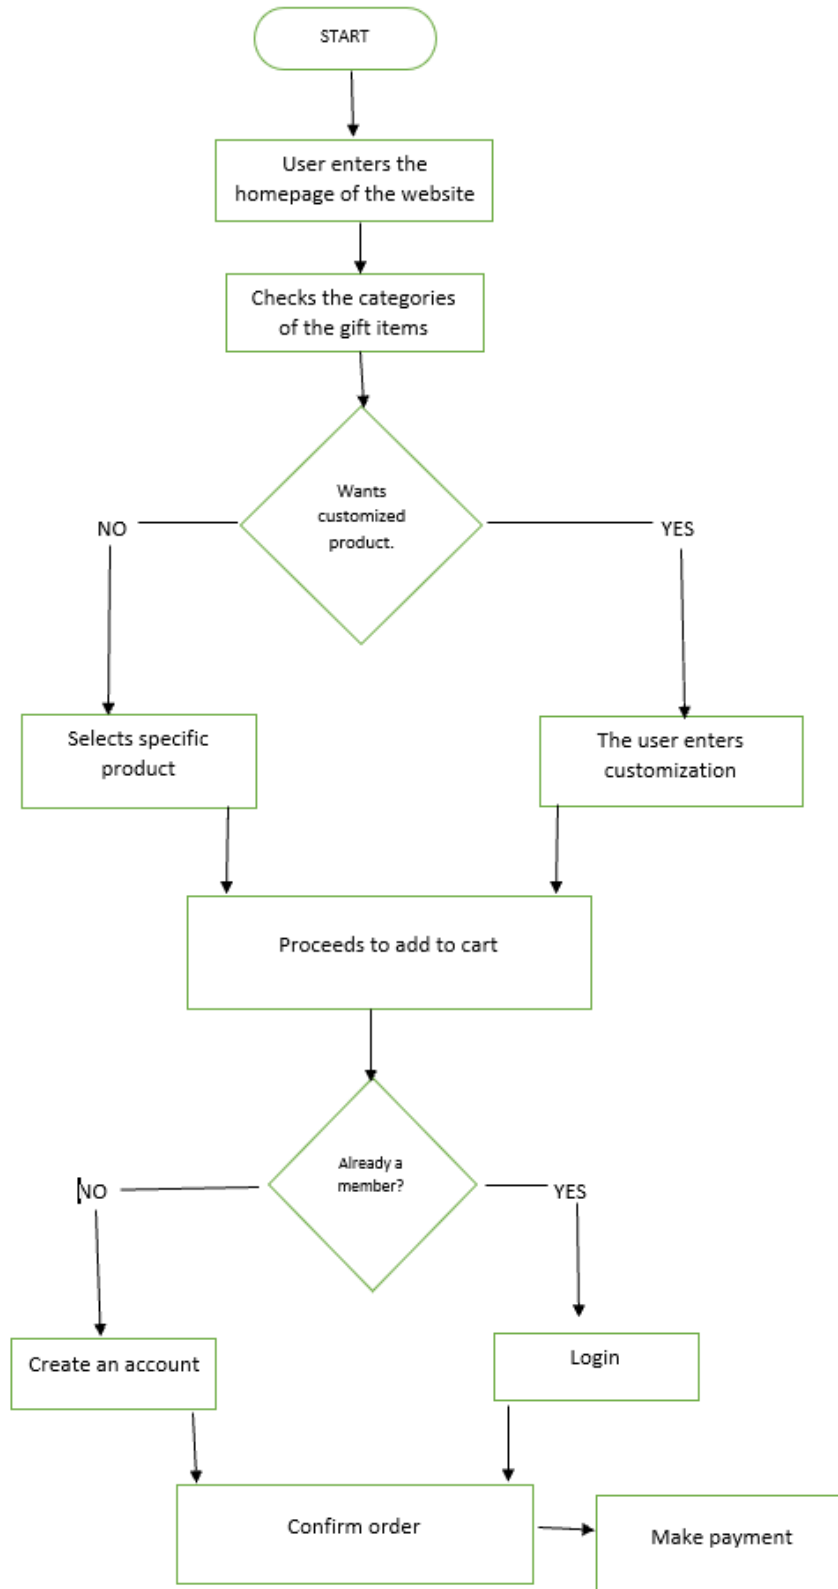 START
User enters the
homepage of the website
Checks the categories
of the gift items
Wants
customized
product.
NO
YES
Selects specific
product
The user enters
customization
Proceeds to add to cart
Already a
member?
NO
YES
Create an account
Login
Confirm order
Make payment